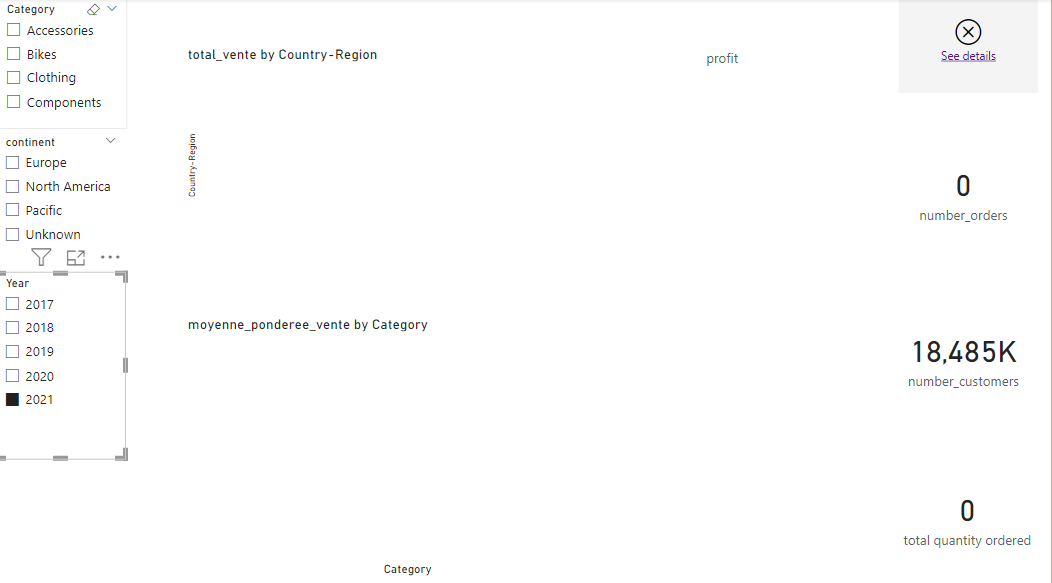 Category
Accessories
Bikes
Clothing
Components
continent
Europe
North America
Pacific
Unknown
Year
2017
2018
2019
2020
2021
total_vente by Country-Region
Country-Region
profit
See details
0
number_orders
moyenne_ponderee_vente by Category
Category
18,485K
number_customers
0
total quantity ordered